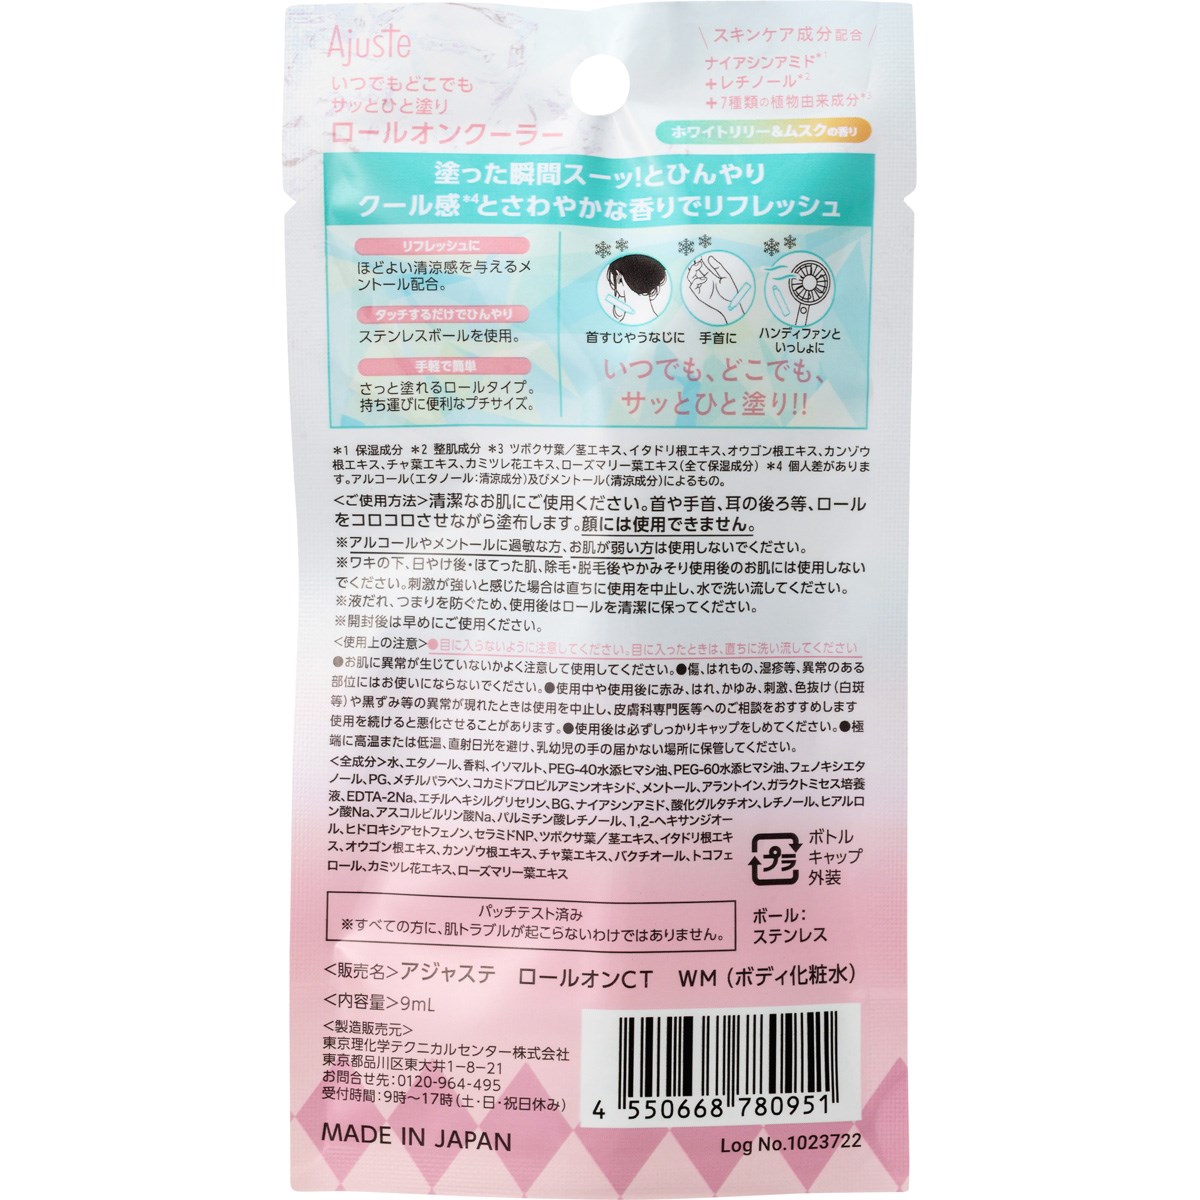 Ajuste
いつでもどこでも
サッとひと塗り
ロールオンクーラー
スキンケア成分配合
ナイアシンアミド*1
+レチノール*2
+7種類の植物由来成分*3
ホワイトリリー&ムスクの香り
塗った瞬間スーッ!とひんやり
クール感*4とさわやかな香りでリフレッシュ
リフレッシュに
ほどよい清涼感を与えるメ
ントール配合。
タッチするだけでひんやり
ステンレスボールを使用。
手軽で簡単
さっと塗れるロールタイプ。
持ち運びに便利なプチサイズ。
首すじやうなじに
手首に
ハンディファンと
いっしょに
いつでも、どこでも、
サッとひと塗り!!
*1 保湿成分 *2 整肌成分 *3 ツボクサ葉/茎エキス、イタドリ根エキス、オウゴン根エキス、カンゾウ
根エキス、チャ葉エキス、カミツレ花エキス、ローズマリー葉エキス(全て保湿成分) *4 個人差がありま
す。アルコール(エタノール:清涼成分)及びメントール(清涼成分)によるもの。
<ご使用方法>清潔なお肌にご使用ください。首や手首、耳の後ろ等、ロール
をコロコロさせながら塗布します。顔には使用できません。
※アルコールやメントールに過敏な方、お肌が弱い方は使用しないでください。
※ワキの下、日やけ後・ほてった肌、除毛・脱毛後やかみそり使用後のお肌には使用しない
でください。刺激が強いと感じた場合は直ちに使用を中止し、水で洗い流してください。
※液だれ、つまりを防ぐため、使用後はロールを清潔に保ってください。
※開封後は早めにご使用ください。
<使用上の注意>●目に入らないように注意してください。目に入ったときは、直ちに洗い流してください
●お肌に異常が生じていないかよく注意して使用してください。●傷、はれもの、湿疹等、異常のある
部位にはお使いにならないでください。●使用中や使用後に赤み、はれ、かゆみ、刺激、色抜け(白斑
等)や黒ずみ等の異常が現れたときは使用を中止し、皮膚科専門医等へのご相談をおすすめします
使用を続けると悪化させることがあります。●使用後は必ずしっかりキャップをしめてください。●極
端に高温または低温、直射日光を避け、乳幼児の手の届かない場所に保管してください。
<全成分>水、エタノール、香料、イソマルト、PEG-40水添ヒマシ油、PEG-60水添ヒマシ油、フェノキシエタ
ノール、PG、メチルパラベン、コカミドプロピルアミンオキシド、メントール、アラントイン、ガラクトミセス培養
液、EDTA-2Na、エチルヘキシルグリセリン、BG、ナイアシンアミド、酸化グルタチオン、レチノール、ヒアルロ
ン酸Na、アスコルビルリン酸Na、パルミチン酸レチノール、1,2-ヘキサンジオー
ル、ヒドロキシアセトフェノン、セラミドNP、ツボクサ葉/茎エキス、イタドリ根エキ
ス、オウゴン根エキス、カンゾウ根エキス、チャ葉エキス、バクチオール、トコフェ
ロール、カミツレ花エキス、ローズマリー葉エキス
プラ
ボトル
キャップ
外装
パッチテスト済み
※すべての方に、肌トラブルが起こらないわけではありません。
ボール:
ステンレス
<販売名>アジャステ ロールオンCT WM(ボディ化粧水)
<内容量>9mL
<製造販売元>
東京理化学テクニカルセンター株式会社
東京都品川区東大井1-8-21
お問合せ先:0120-964-495
受付時間:9時~17時(土・日・祝日休み)
4 550668 780951
MADE IN JAPAN
Log No.1023722